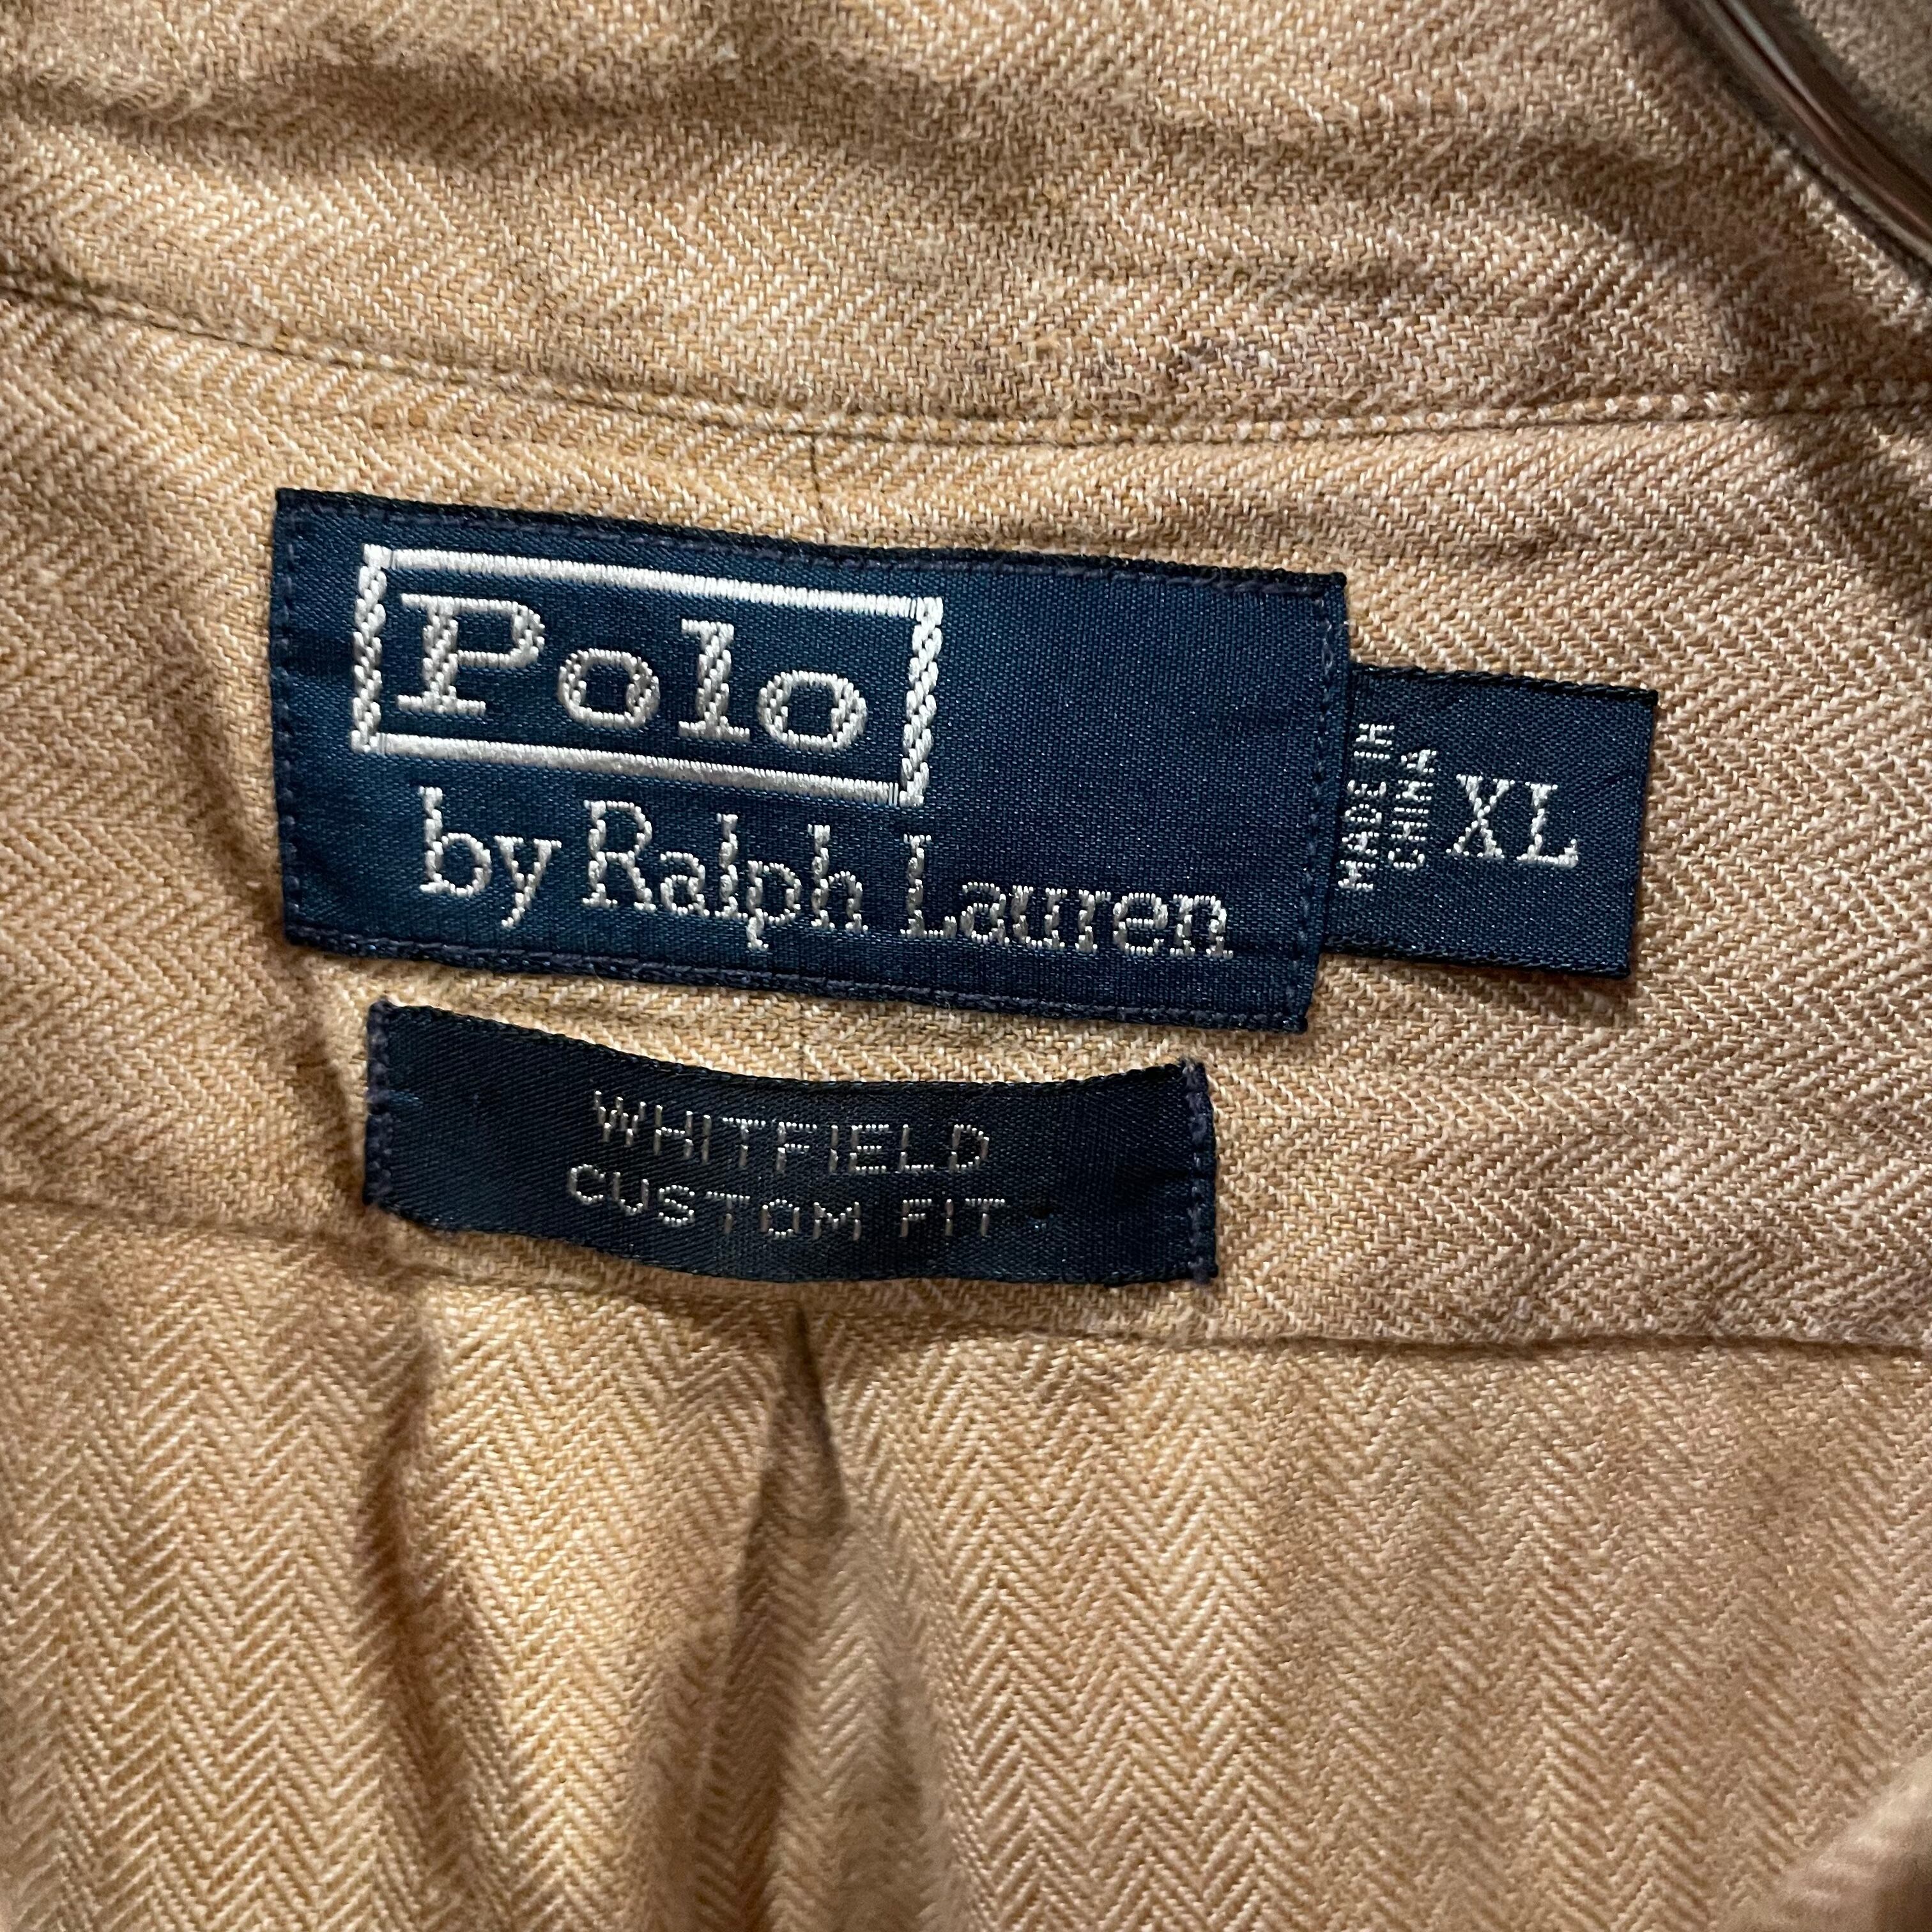 Polo
by Ralph Lauren
MADE IN
CHINA
XL
WHITFIELD
CUSTOM FIT